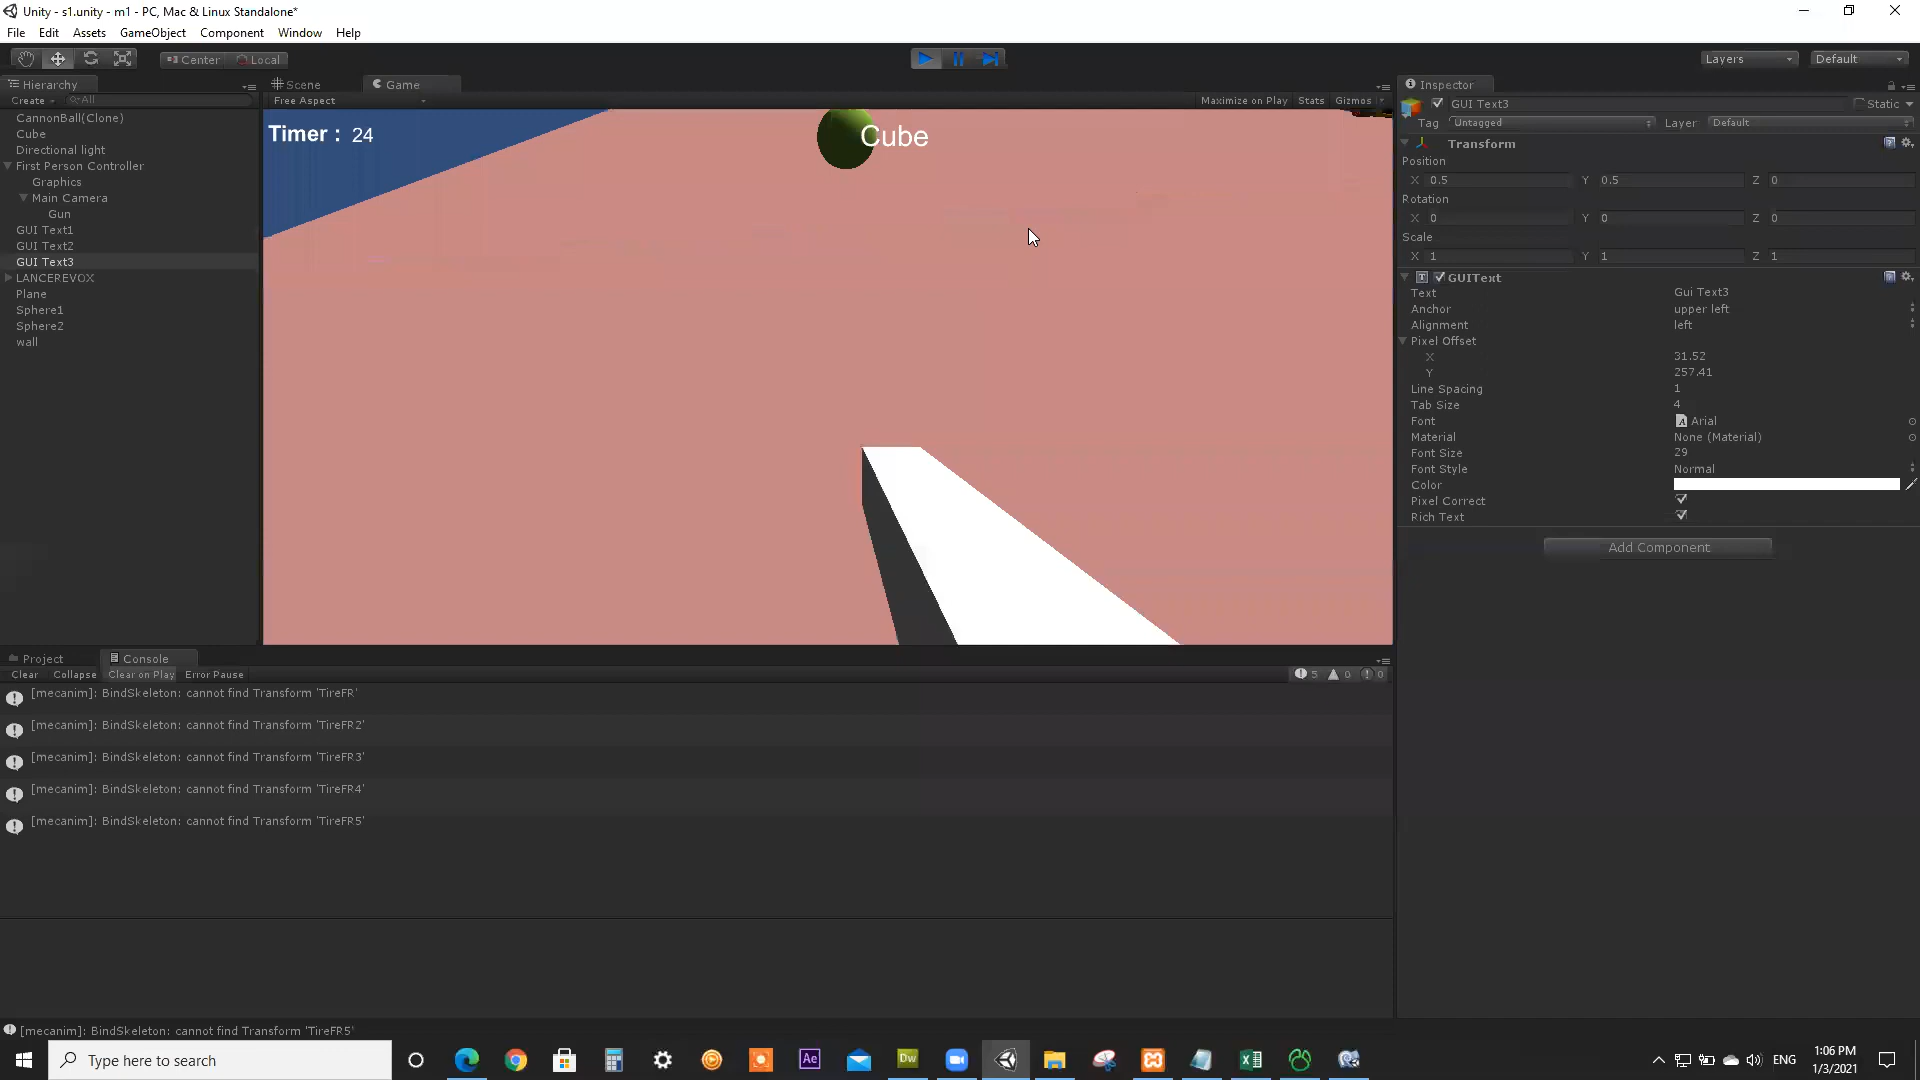 Unity - s1.unity - m1 - PC, Mac & Linux Standalone*
File Edit Assets GameObject Component Window Help
Center Local Layers Default
Hierarchy
Create All
CannonBall(Clone)
Cube
Directional light
First Person Controller
Graphics
Main Camera
Gun
GUI Text1
GUI Text2
GUI Text3
LANCEREVOX
Plane
Sphere1
Sphere2
wall
Scene Game
Free Aspect Maximize on Play Stats Gizmos
Timer : 24
Cube
Inspector
GUI Text3 Static
Tag Untagged Layer Default
Transform
Position
X 0.5 Y 0.5 Z 0
Rotation
X 0 Y 0 Z 0
Scale
X 1 Y 1 Z 1
GUIText
Text Gui Text3
Anchor upper left
Alignment left
Pixel Offset
X 31.52
Y 257.41
Line Spacing 1
Tab Size 4
Font Arial
Material None (Material)
Font Size 29
Font Style Normal
Color
Pixel Correct
Rich Text
Add Component
Project Console
Clear Collapse Clear on Play Error Pause 5 0 0
[mecanim]: BindSkeleton: cannot find Transform 'TireFR'
[mecanim]: BindSkeleton: cannot find Transform 'TireFR2'
[mecanim]: BindSkeleton: cannot find Transform 'TireFR3'
[mecanim]: BindSkeleton: cannot find Transform 'TireFR4'
[mecanim]: BindSkeleton: cannot find Transform 'TireFR5'
[mecanim]: BindSkeleton: cannot find Transform 'TireFR5'
Type here to search
Ae
Dw
ENG
1:06 PM
1/3/2021